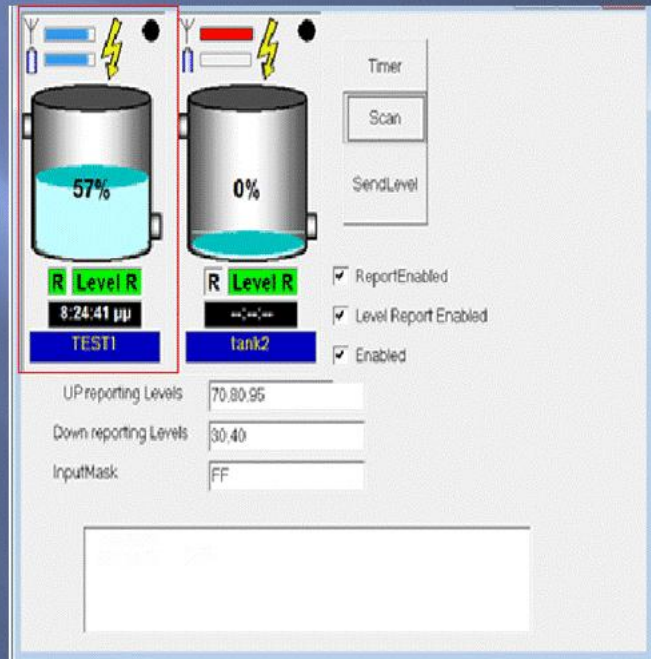 57%
R Level R
8:24:41 μμ
TEST1
0%
R Level R
--:--:--
tank2
Timer
Scan
SendLevel
ReportEnabled
Level Report Enabled
Enabled
UP reporting Levels 70,80,95
Down reporting Levels 30,40
InputMask FF